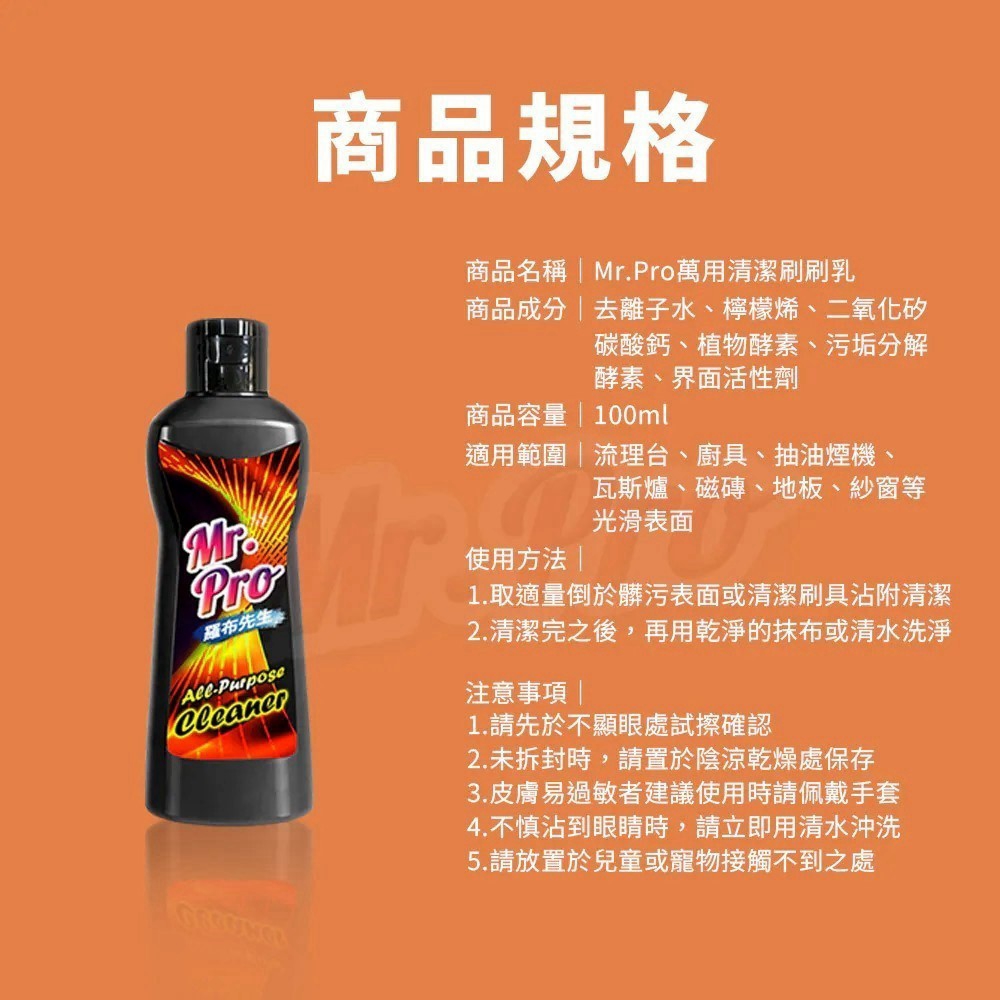 商品規格
商品名稱｜Mr.Pro萬用清潔刷刷乳
商品成分｜去離子水、檸檬烯、二氧化矽
碳酸鈣、植物酵素、污垢分解
酵素、界面活性劑
商品容量｜100ml
適用範圍｜流理台、廚具、抽油煙機、
瓦斯爐、磁磚、地板、紗窗等
光滑表面
使用方法｜
1.取適量倒於髒污表面或清潔刷具沾附清潔
2.清潔完之後，再用乾淨的抹布或清水洗淨
注意事項｜
1.請先於不顯眼處試擦確認
2.未拆封時，請置於陰涼乾燥處保存
3.皮膚易過敏者建議使用時請佩戴手套
4.不慎沾到眼睛時，請立即用清水沖洗
5.請放置於兒童或寵物接觸不到之處
Mr.
Pro
羅布先生
All-Purpose
Cleaner
Mr.Pro